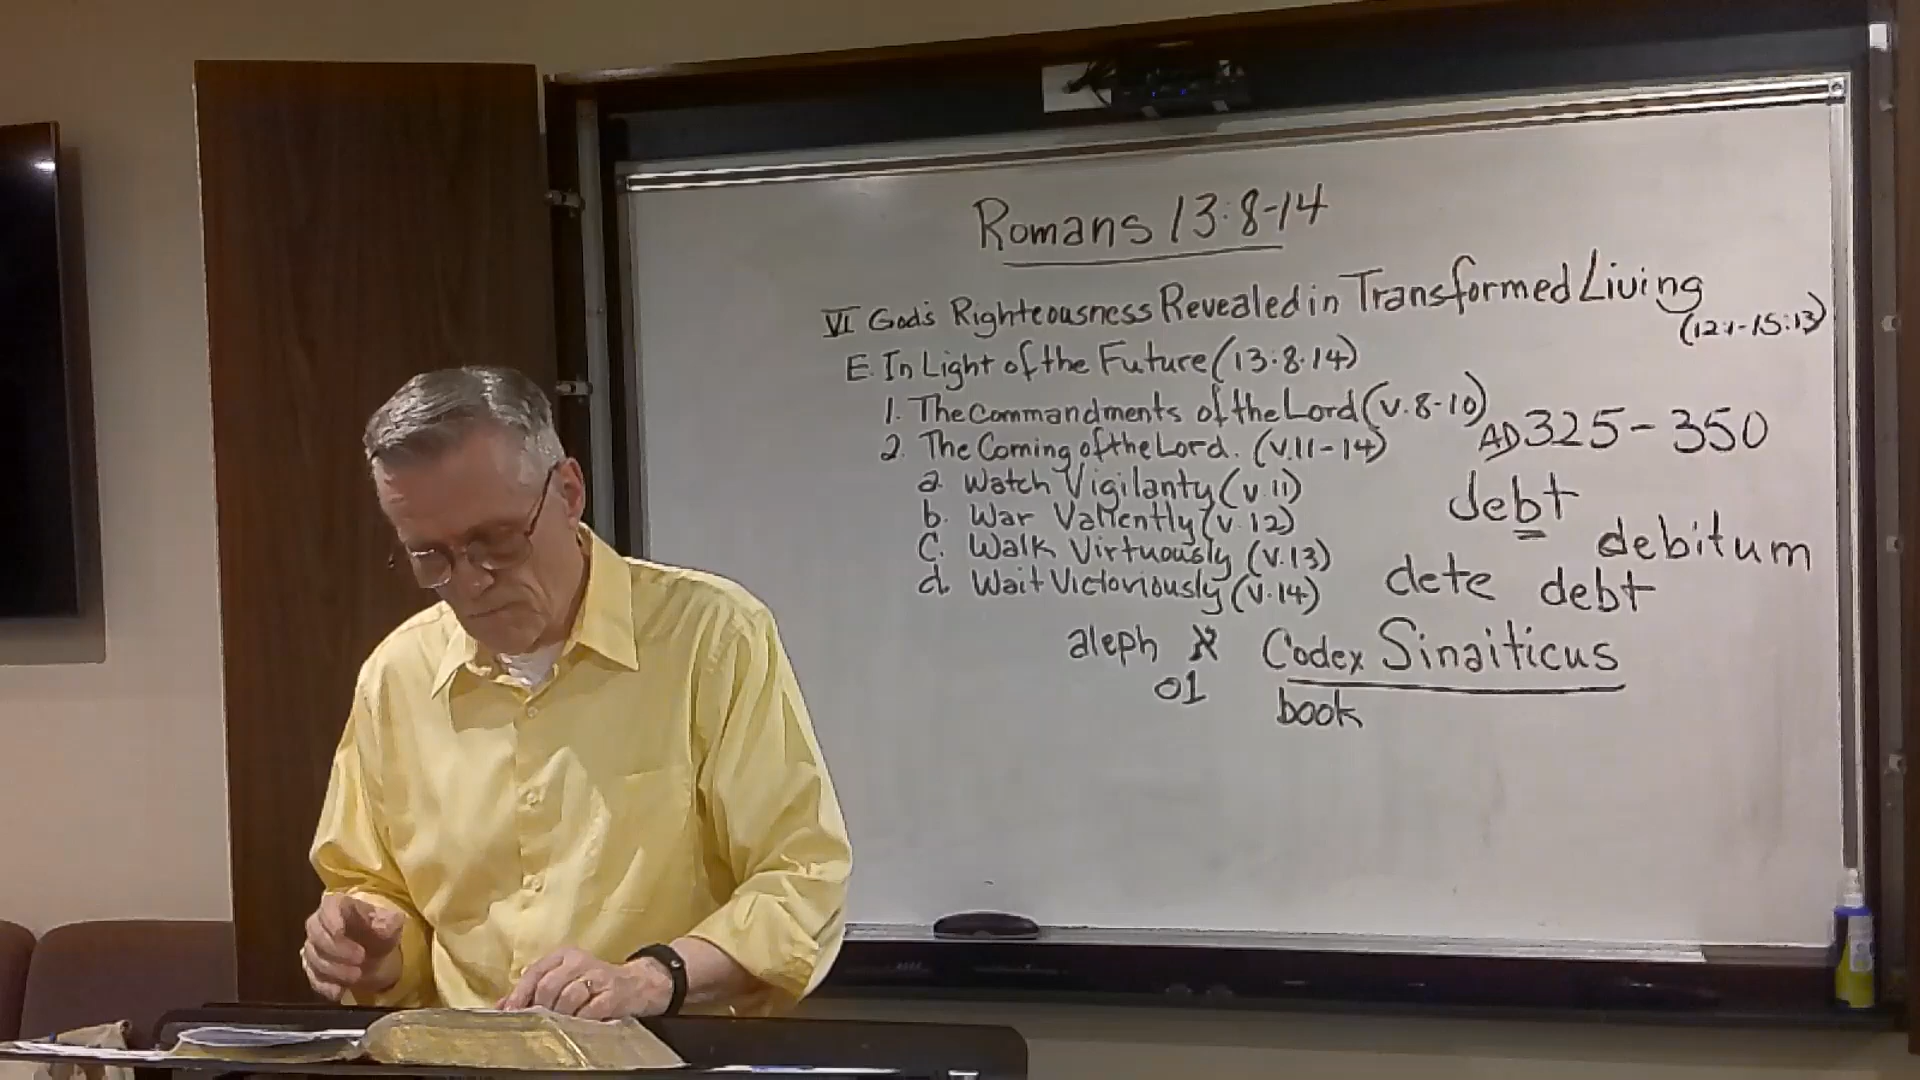 Romans 13:8-14
VI God's Righteousness Revealed in Transformed Living
(12:1-15:13)
E. In Light of the Future (13:8-14)
1. The Commandments of the Lord (v.8-10)
2. The Coming of the Lord. (v.11-14)
a. Watch Vigilanty (v.11)
b. War Valiently (v.12)
C. Walk Virtuously (v.13)
d. Wait Victoriously (v.14)
AD 325-350
debt
debitum
dete debt
aleph א Codex Sinaiticus
01 book